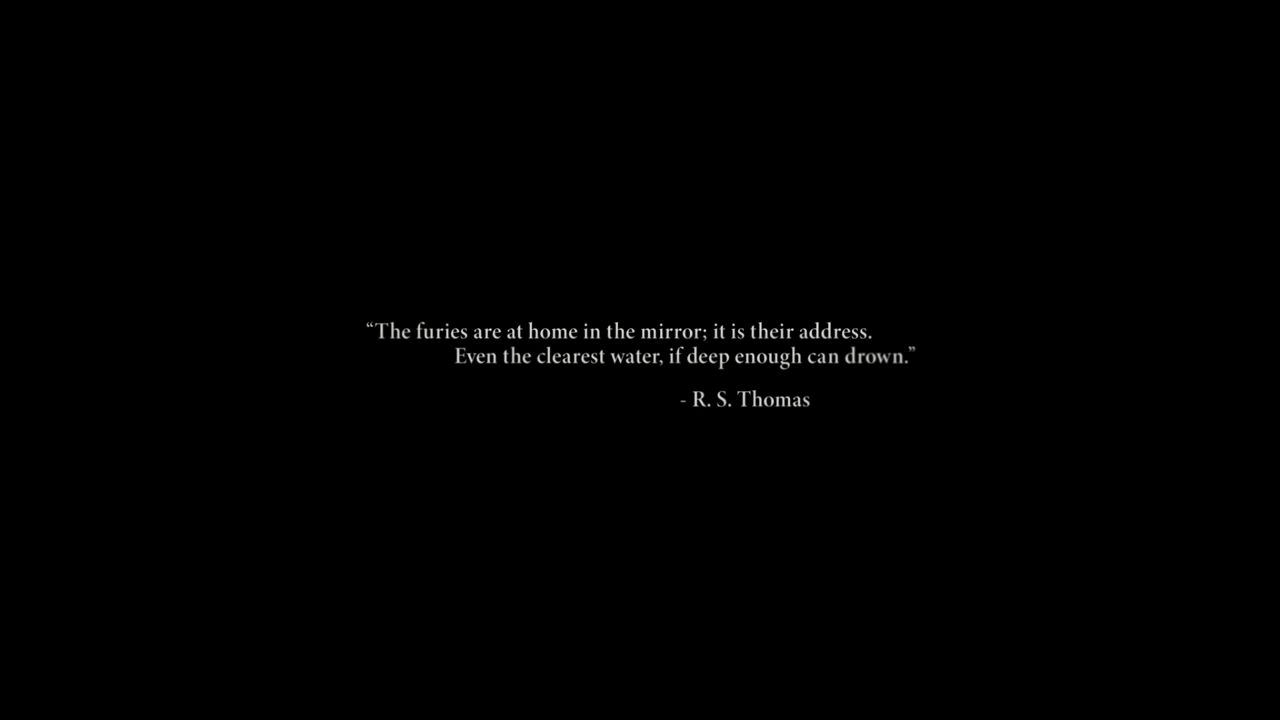 “The furies are at home in the mirror; it is their address.
Even the clearest water, if deep enough can drown.”
- R. S. Thomas